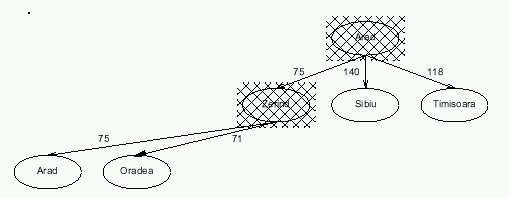 Arad
75 140 118
Zerind Sibiu Timisoara
75 71
Arad Oradea